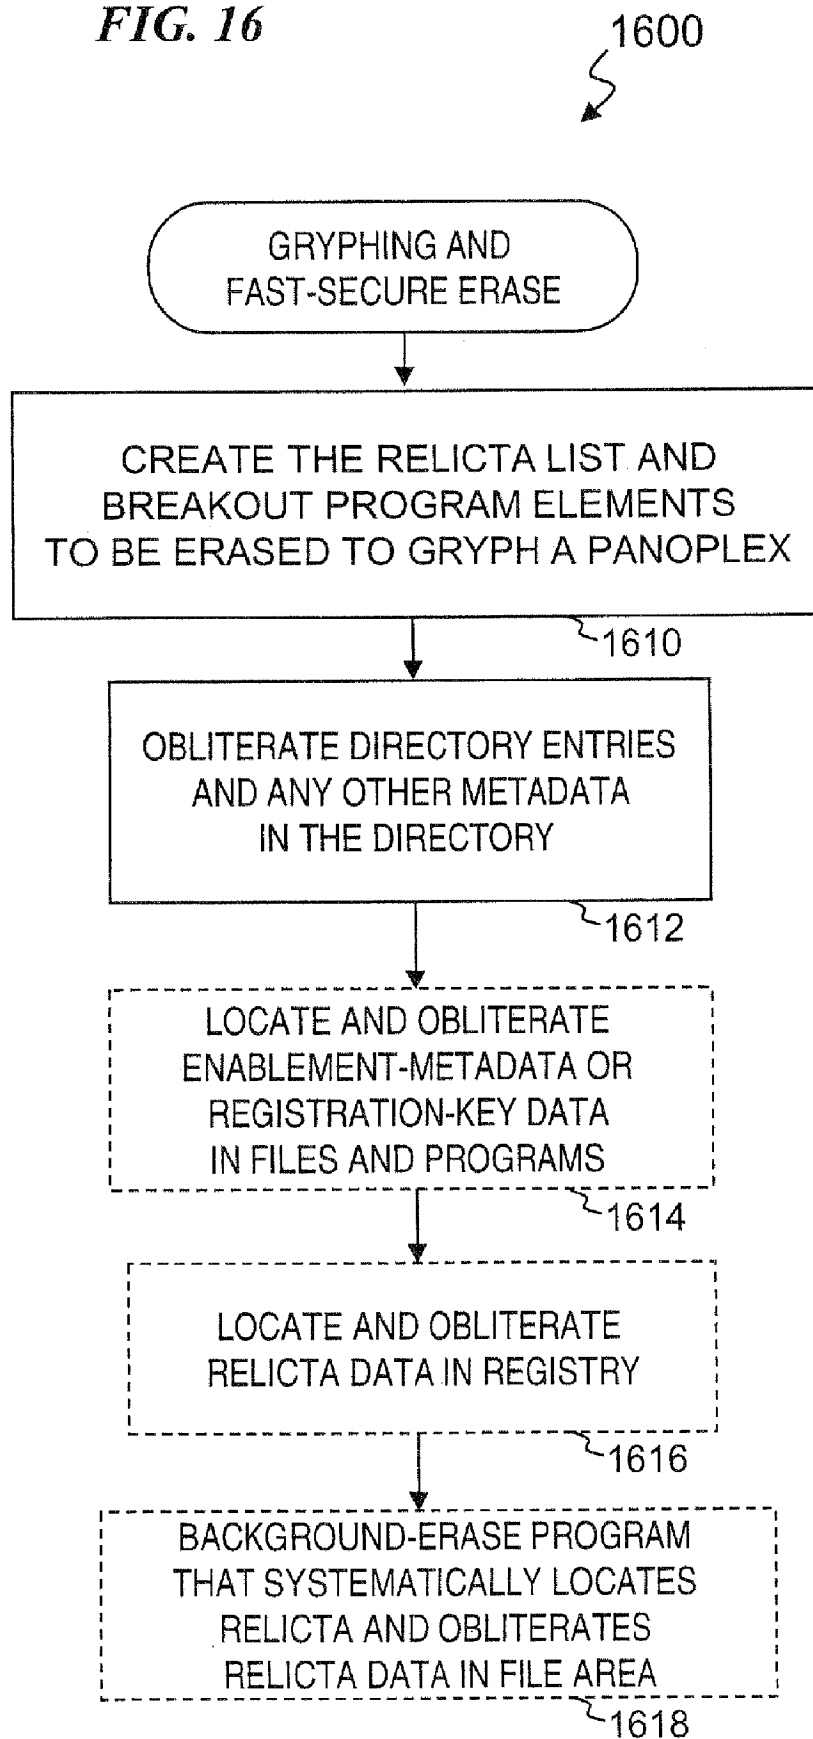 FIG. 16
1600
GRYPHING AND
FAST-SECURE ERASE
CREATE THE RELICTA LIST AND
BREAKOUT PROGRAM ELEMENTS
TO BE ERASED TO GRYPH A PANOPLEX
1610
OBLITERATE DIRECTORY ENTRIES
AND ANY OTHER METADATA
IN THE DIRECTORY
1612
LOCATE AND OBLITERATE
ENABLEMENT-METADATA OR
REGISTRATION-KEY DATA
IN FILES AND PROGRAMS
1614
LOCATE AND OBLITERATE
RELICTA DATA IN REGISTRY
1616
BACKGROUND-ERASE PROGRAM
THAT SYSTEMATICALLY LOCATES
RELICTA AND OBLITERATES
RELICTA DATA IN FILE AREA
1618